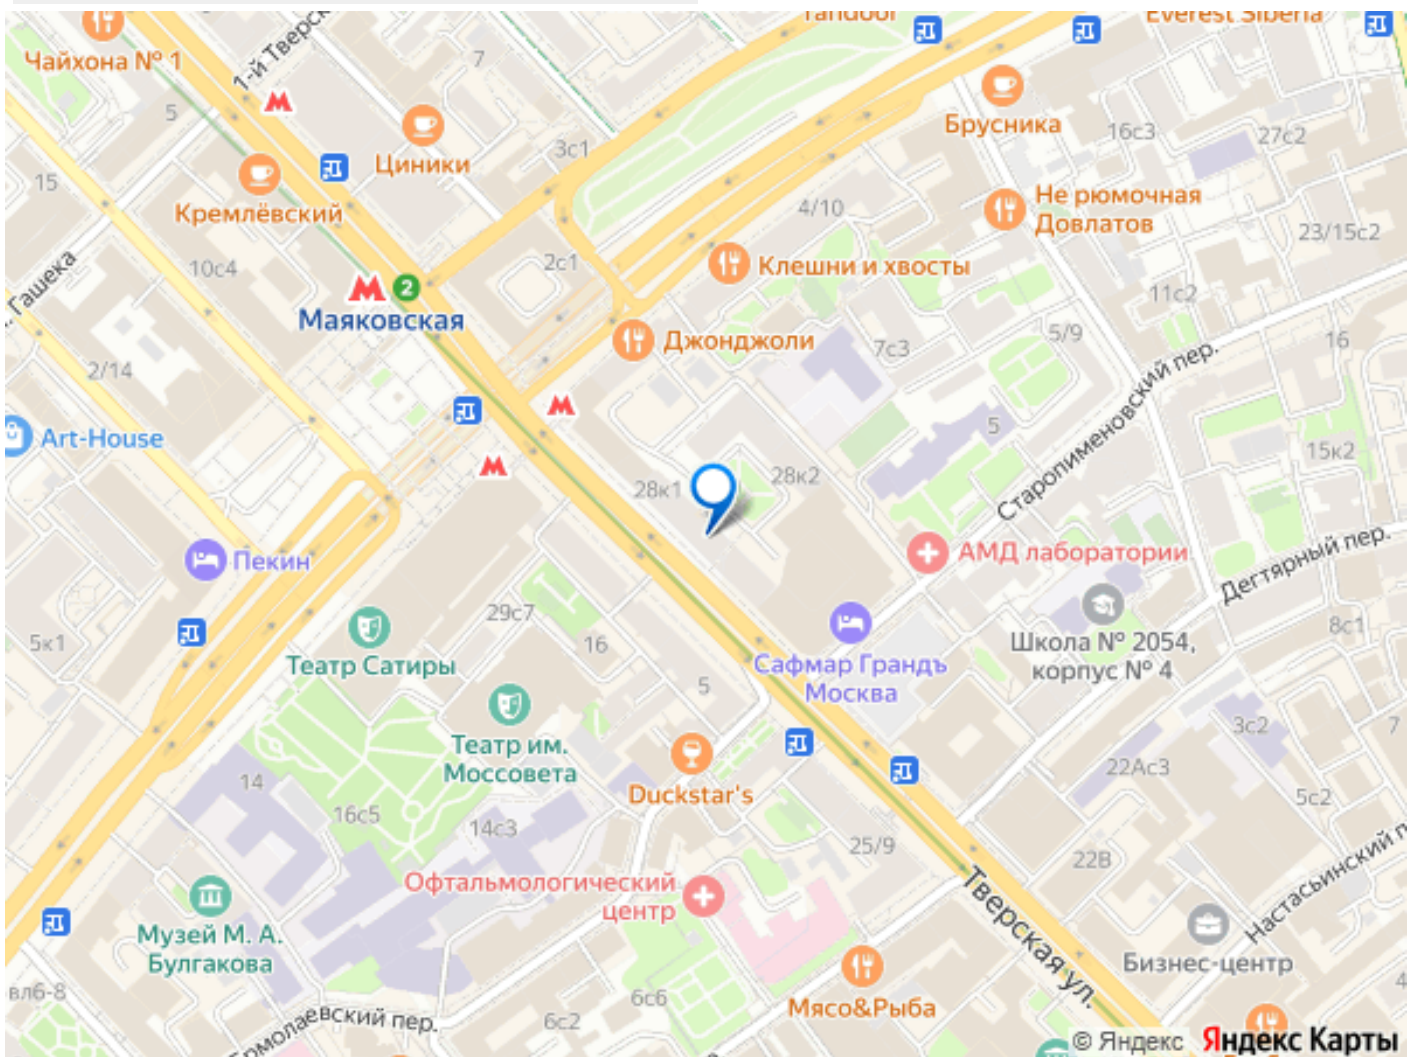 Tandoor
Everest Siberia
Чайхона № 1
1-й Тверск
7
5
Циники
3с1
Брусника
16с3
27с2
15
Кремлёвский
4/10
Не рюмочная
Довлатов
23/15с2
. Гашека
10с4
2с1
Клешни и хвосты
11с2
2
Маяковская
Джонджоли
7с3
5/9
16
2/14
Старопименовский пер.
Art-House
5
15к2
28к1
28к2
Пекин
АМД лаборатории
Дегтярный пер.
29с7
5к1
16
Театр Сатиры
Сафмар Грандъ
Москва
Школа № 2054,
корпус № 4
8с1
5
Театр им.
Моссовета
3с2
7
14
Duckstar's
22Ас3
5с2
16с5
14с3
25/9
22В
Офтальмологический
центр
Тверская ул.
Настасьинский п
Музей М. А.
Булгакова
Бизнес-центр
вл6-8
6с6
Мясо&Рыба
4
Ермолаевский пер.
6с2
© Яндекс Яндекс Карты